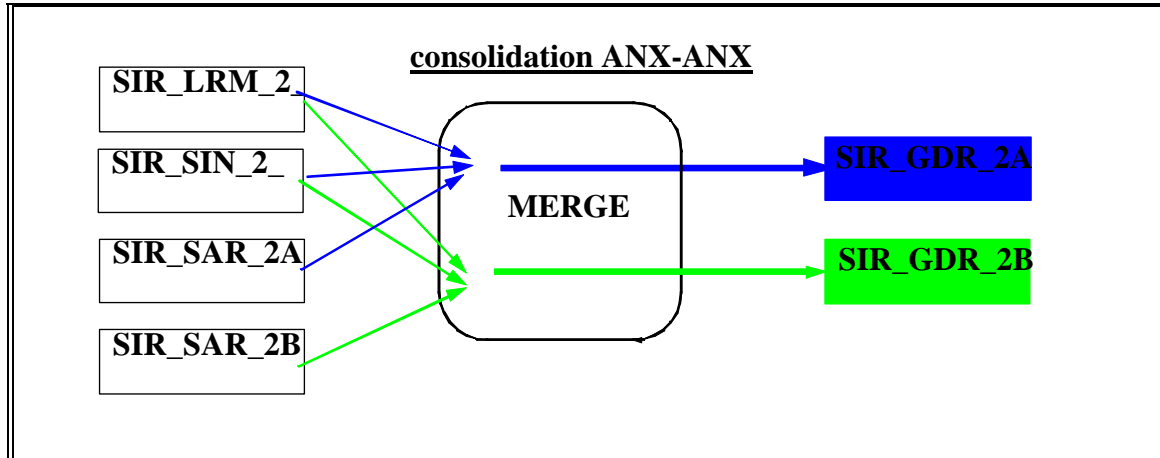 consolidation ANX-ANX
SIR_LRM_2_
SIR_SIN_2_
SIR_SAR_2A
SIR_SAR_2B
MERGE
SIR_GDR_2A
SIR_GDR_2B